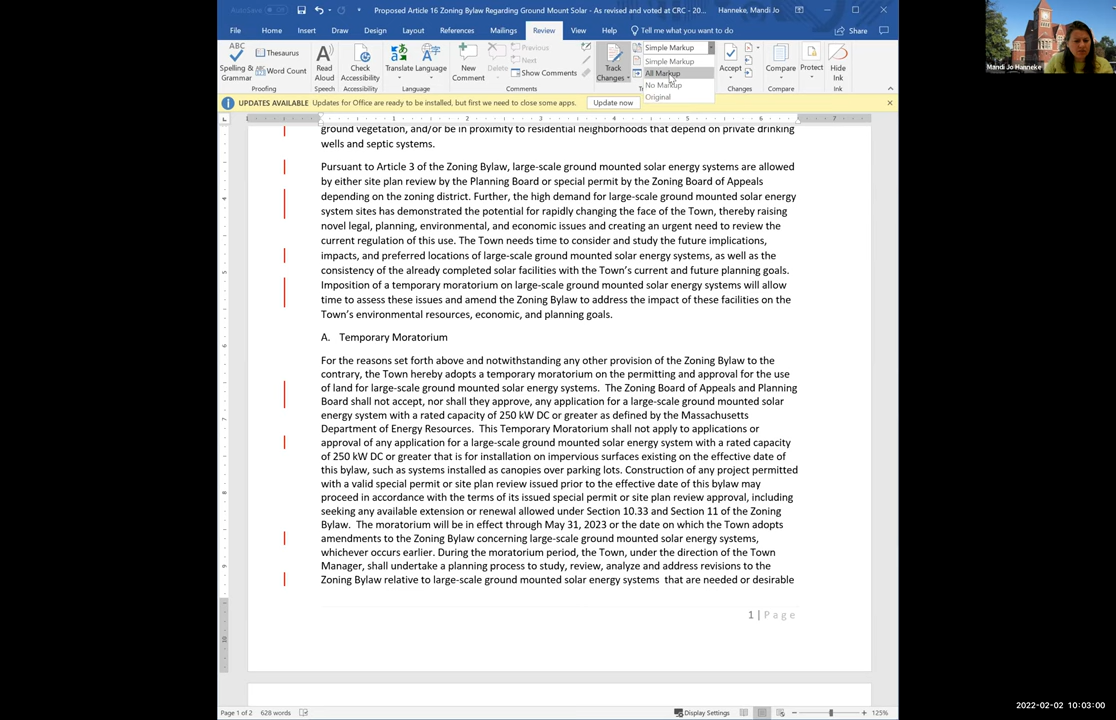 AutoSave Off
Proposed Article 16 Zoning Bylaw Regarding Ground Mount Solar - As revised and voted at CRC - 20...
Hanneke, Mandi Jo
File Home Insert Draw Design Layout References Mailings Review View Help Tell me what you want to do Share
ABC
Spelling & Grammar
Thesaurus
Word Count
Proofing
Read Aloud
Speech
Check Accessibility
Accessibility
Translate
Language
Language
New Comment
Delete
Previous
Next
Show Comments
Comments
Track Changes
Simple Markup
Simple Markup
All Markup
No Markup
Original
Accept
Changes
Compare
Compare
Protect
Hide Ink
Ink
UPDATES AVAILABLE Updates for Office are ready to be installed, but first we need to close some apps. Update now
ground vegetation, and/or be in proximity to residential neighborhoods that depend on private drinking
wells and septic systems.
Pursuant to Article 3 of the Zoning Bylaw, large-scale ground mounted solar energy systems are allowed
by either site plan review by the Planning Board or special permit by the Zoning Board of Appeals
depending on the zoning district. Further, the high demand for large-scale ground mounted solar energy
system sites has demonstrated the potential for rapidly changing the face of the Town, thereby raising
novel legal, planning, environmental, and economic issues and creating an urgent need to review the
current regulation of this use. The Town needs time to consider and study the future implications,
impacts, and preferred locations of large-scale ground mounted solar energy systems, as well as the
consistency of the already completed solar facilities with the Town's current and future planning goals.
Imposition of a temporary moratorium on large-scale ground mounted solar energy systems will allow
time to assess these issues and amend the Zoning Bylaw to address the impact of these facilities on the
Town's environmental resources, economic, and planning goals.
A. Temporary Moratorium
For the reasons set forth above and notwithstanding any other provision of the Zoning Bylaw to the
contrary, the Town hereby adopts a temporary moratorium on the permitting and approval for the use
of land for large-scale ground mounted solar energy systems. The Zoning Board of Appeals and Planning
Board shall not accept, nor shall they approve, any application for a large-scale ground mounted solar
energy system with a rated capacity of 250 kW DC or greater as defined by the Massachusetts
Department of Energy Resources. This Temporary Moratorium shall not apply to applications or
approval of any application for a large-scale ground mounted solar energy system with a rated capacity
of 250 kW DC or greater that is for installation on impervious surfaces existing on the effective date of
this bylaw, such as systems installed as canopies over parking lots. Construction of any project permitted
with a valid special permit or site plan review issued prior to the effective date of this bylaw may
proceed in accordance with the terms of its issued special permit or site plan review approval, including
seeking any available extension or renewal allowed under Section 10.33 and Section 11 of the Zoning
Bylaw. The moratorium will be in effect through May 31, 2023 or the date on which the Town adopts
amendments to the Zoning Bylaw concerning large-scale ground mounted solar energy systems,
whichever occurs earlier. During the moratorium period, the Town, under the direction of the Town
Manager, shall undertake a planning process to study, review, analyze and address revisions to the
Zoning Bylaw relative to large-scale ground mounted solar energy systems that are needed or desirable
1 | Page
Page 1 of 2 628 words
Display Settings
125%
Mandi Jo Hanneke
2022-02-02 10:03:00